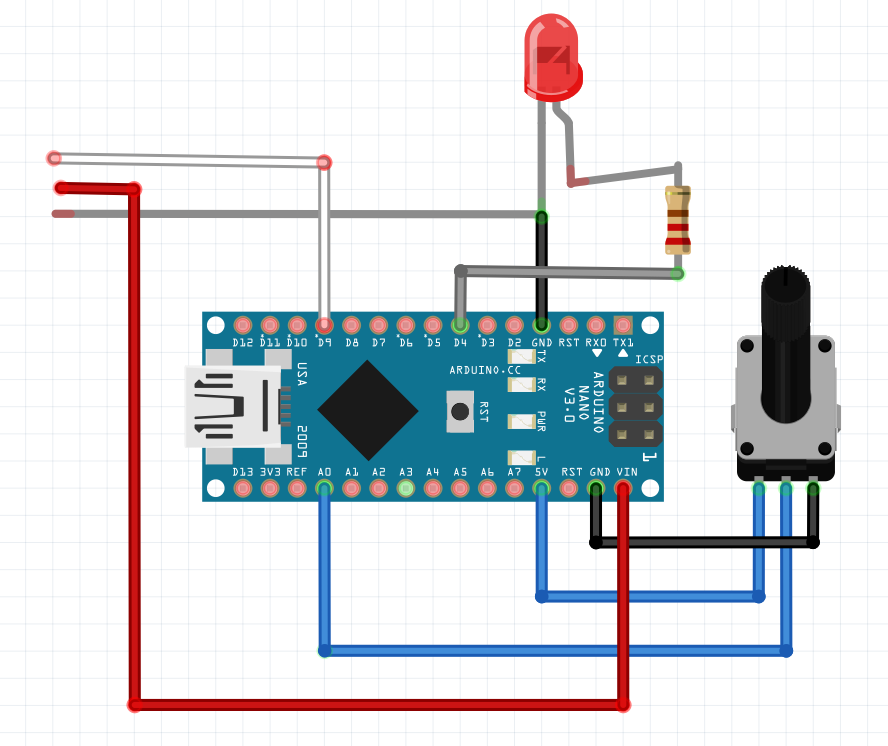 D12 D11 D10 D9 D8 D7 D6 D5 D4 D3 D2 GND RST RX0 TX1
TX
ARDUINO.CC
RX
PWR
L
RST
USA
2009
ARDUINO
NANO
V3.0
ICSP
1
D13 3V3 REF A0 A1 A2 A3 A4 A5 A6 A7 5V RST GND VIN